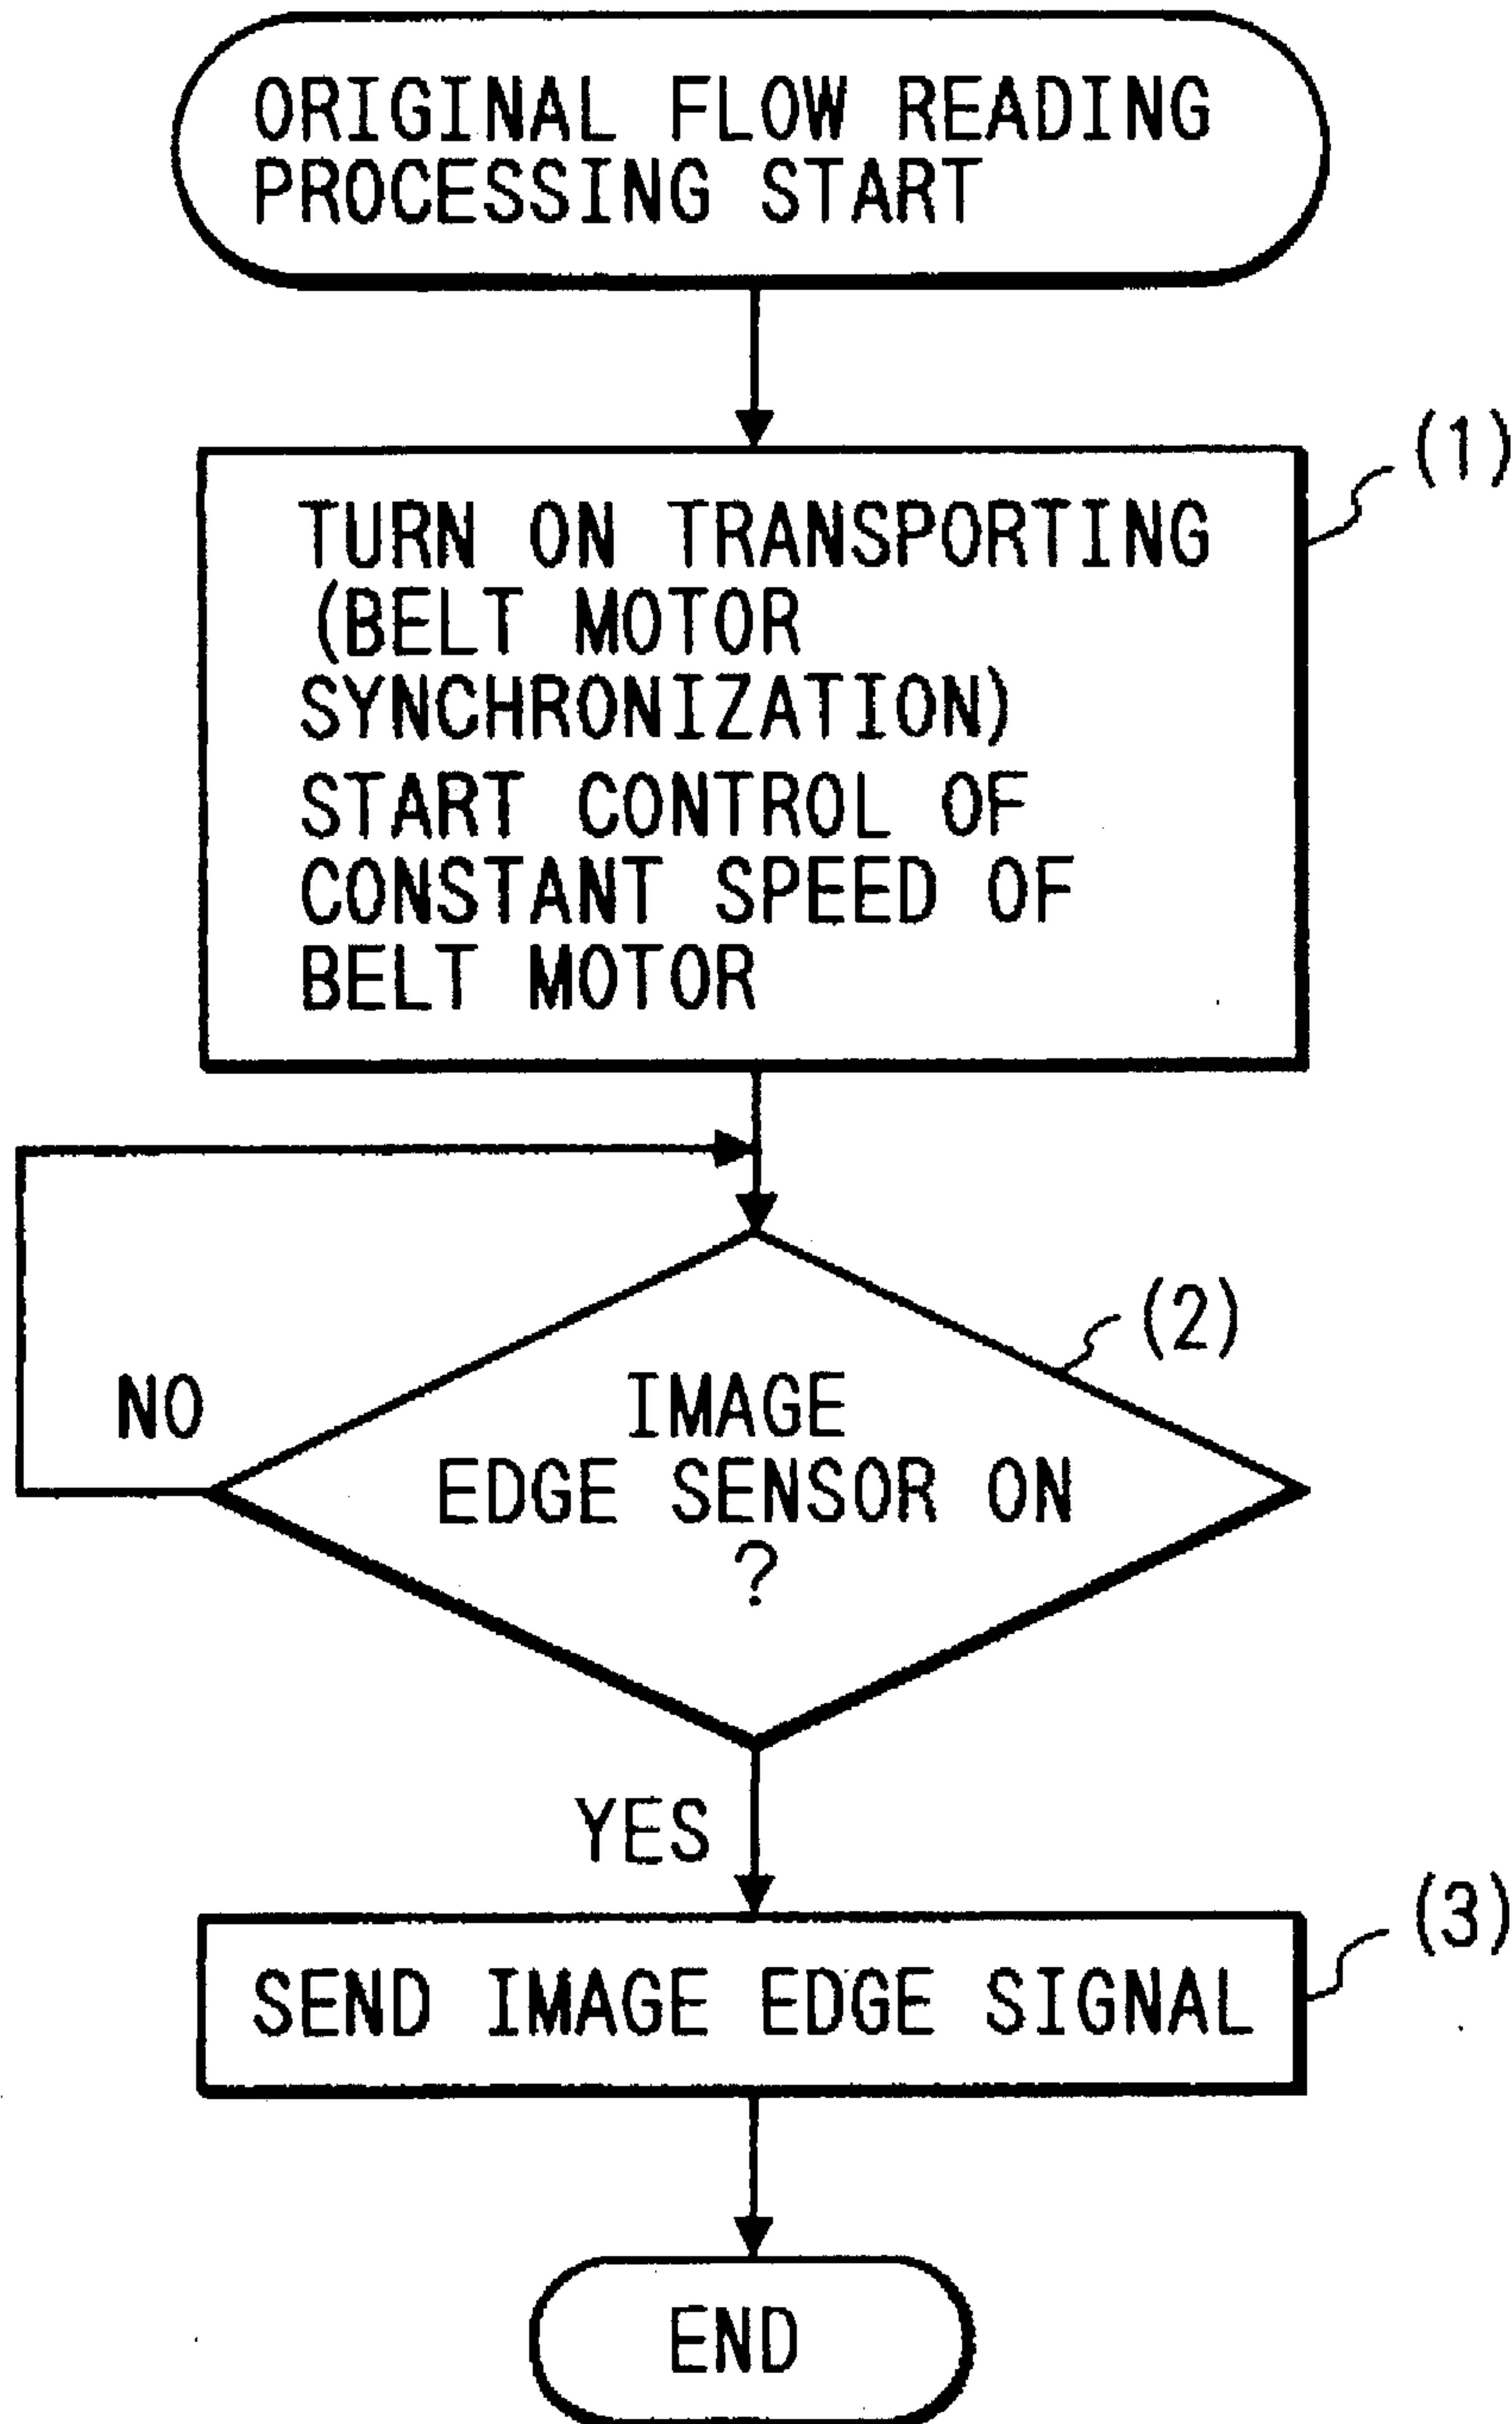 ORIGINAL FLOW READING
PROCESSING START
(1)
TURN ON TRANSPORTING
(BELT MOTOR
SYNCHRONIZATION)
START CONTROL OF
CONSTANT SPEED OF
BELT MOTOR
(2)
NO
IMAGE
EDGE SENSOR ON
?
YES
(3)
SEND IMAGE EDGE SIGNAL
END